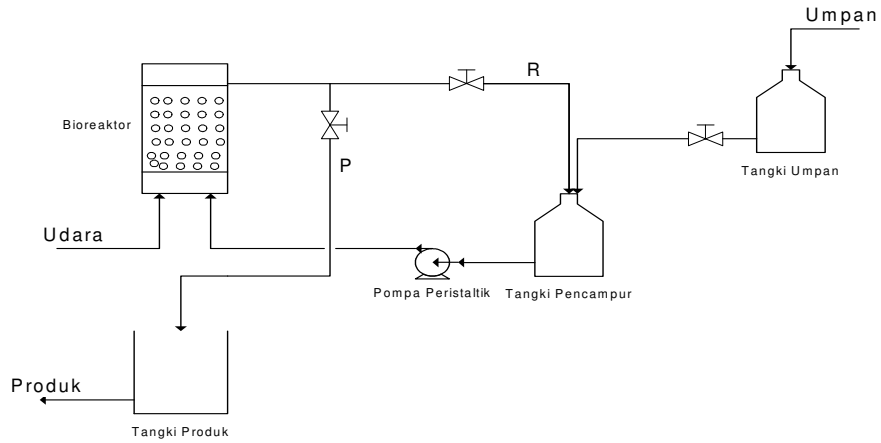 Umpan
R
Bioreaktor
Tangki Umpan
P
Udara
Pompa Peristaltik
Tangki Pencampur
Produk
Tangki Produk